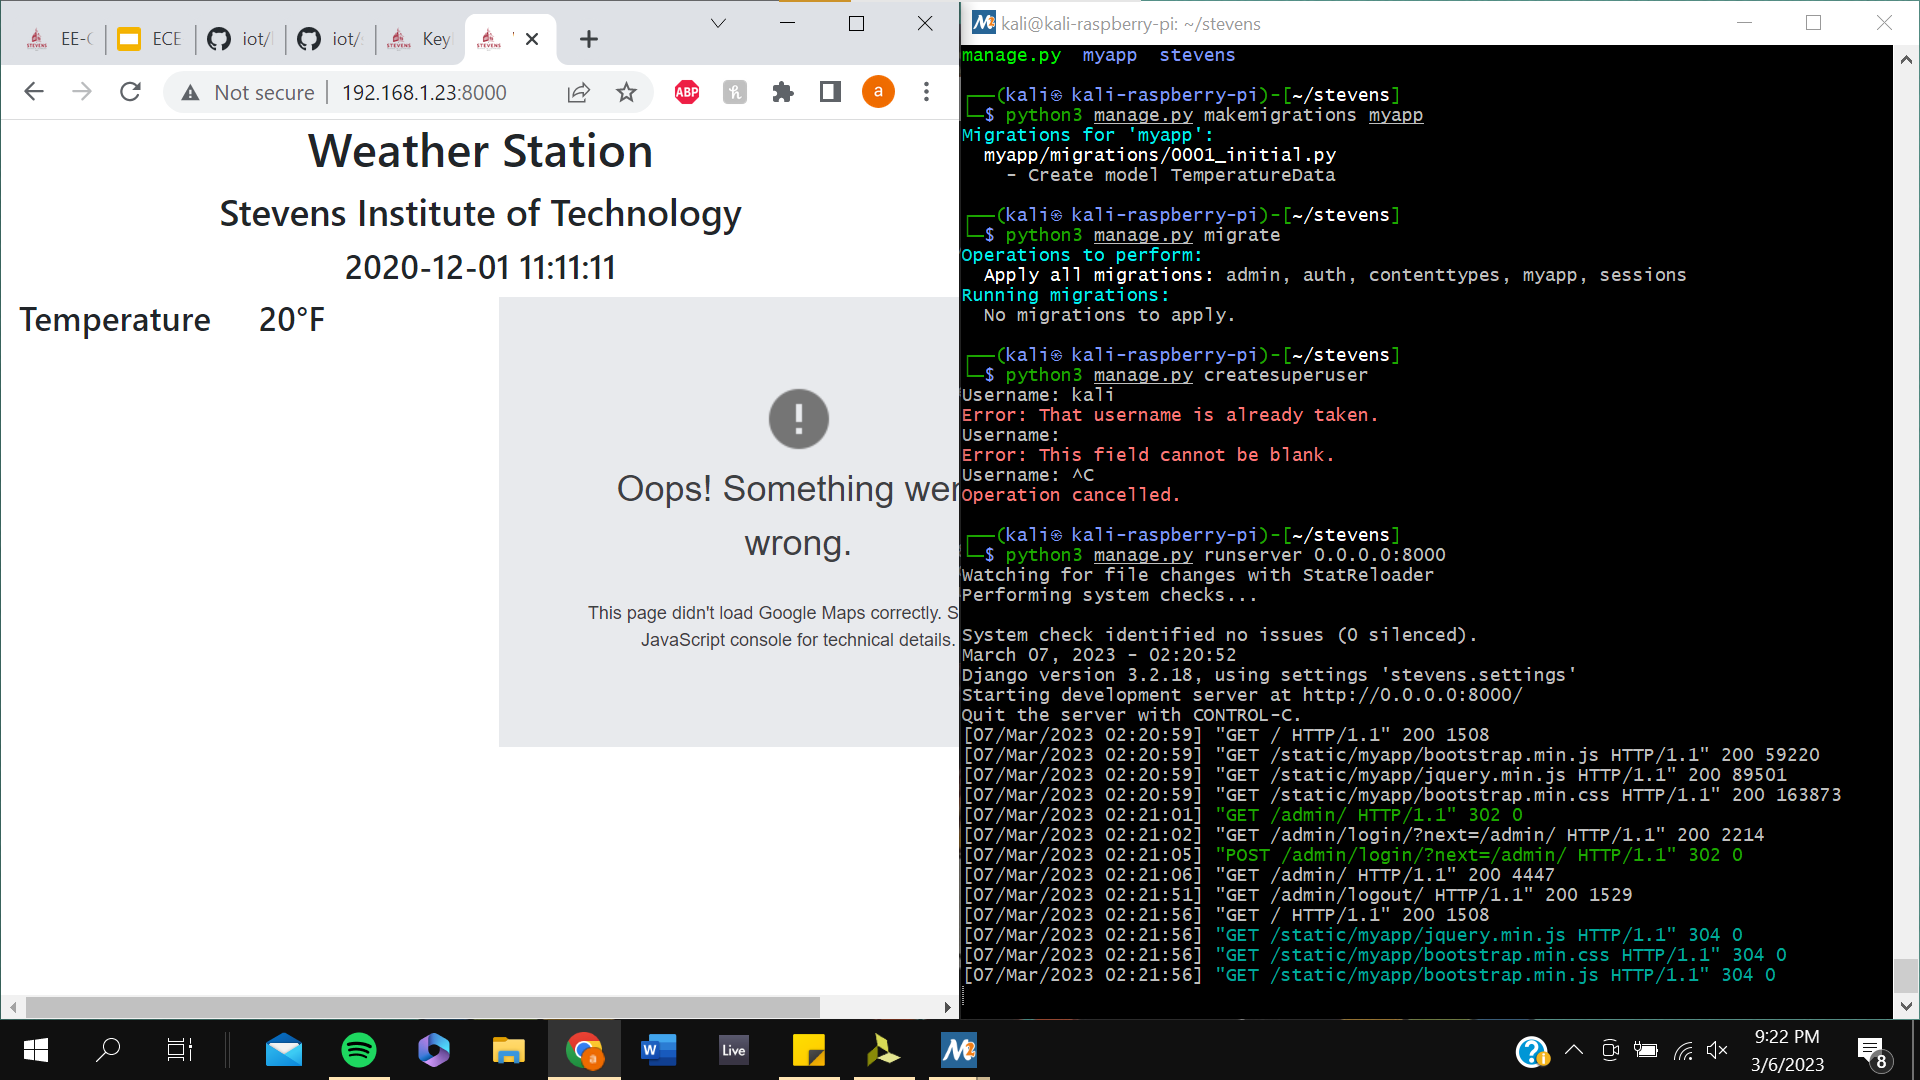 EE-
ECE
iot/
iot/
Key
Not secure
192.168.1.23:8000
ABP
a
Weather Station
Stevens Institute of Technology
2020-12-01 11:11:11
Temperature 20°F
Oops! Something wer
wrong.
This page didn't load Google Maps correctly. S
JavaScript console for technical details.
kali@kali-raspberry-pi: ~/stevens
manage.py myapp stevens
(kali㉿kali-raspberry-pi)-[~/stevens]
$ python3 manage.py makemigrations myapp
Migrations for 'myapp':
myapp/migrations/0001_initial.py
- Create model TemperatureData
(kali㉿kali-raspberry-pi)-[~/stevens]
$ python3 manage.py migrate
Operations to perform:
Apply all migrations: admin, auth, contenttypes, myapp, sessions
Running migrations:
No migrations to apply.
(kali㉿kali-raspberry-pi)-[~/stevens]
$ python3 manage.py createsuperuser
Username: kali
Error: That username is already taken.
Username:
Error: This field cannot be blank.
Username: ^C
Operation cancelled.
(kali㉿kali-raspberry-pi)-[~/stevens]
$ python3 manage.py runserver 0.0.0.0:8000
Watching for file changes with StatReloader
Performing system checks...
System check identified no issues (0 silenced).
March 07, 2023 - 02:20:52
Django version 3.2.18, using settings 'stevens.settings'
Starting development server at http://0.0.0.0:8000/
Quit the server with CONTROL-C.
[07/Mar/2023 02:20:59] "GET / HTTP/1.1" 200 1508
[07/Mar/2023 02:20:59] "GET /static/myapp/bootstrap.min.js HTTP/1.1" 200 59220
[07/Mar/2023 02:20:59] "GET /static/myapp/jquery.min.js HTTP/1.1" 200 89501
[07/Mar/2023 02:20:59] "GET /static/myapp/bootstrap.min.css HTTP/1.1" 200 163873
[07/Mar/2023 02:21:01] "GET /admin/ HTTP/1.1" 302 0
[07/Mar/2023 02:21:02] "GET /admin/login/?next=/admin/ HTTP/1.1" 200 2214
[07/Mar/2023 02:21:05] "POST /admin/login/?next=/admin/ HTTP/1.1" 302 0
[07/Mar/2023 02:21:06] "GET /admin/ HTTP/1.1" 200 4447
[07/Mar/2023 02:21:51] "GET /admin/logout/ HTTP/1.1" 200 1529
[07/Mar/2023 02:21:56] "GET / HTTP/1.1" 200 1508
[07/Mar/2023 02:21:56] "GET /static/myapp/jquery.min.js HTTP/1.1" 304 0
[07/Mar/2023 02:21:56] "GET /static/myapp/bootstrap.min.css HTTP/1.1" 304 0
[07/Mar/2023 02:21:56] "GET /static/myapp/bootstrap.min.js HTTP/1.1" 304 0
Live
9:22 PM
3/6/2023
8